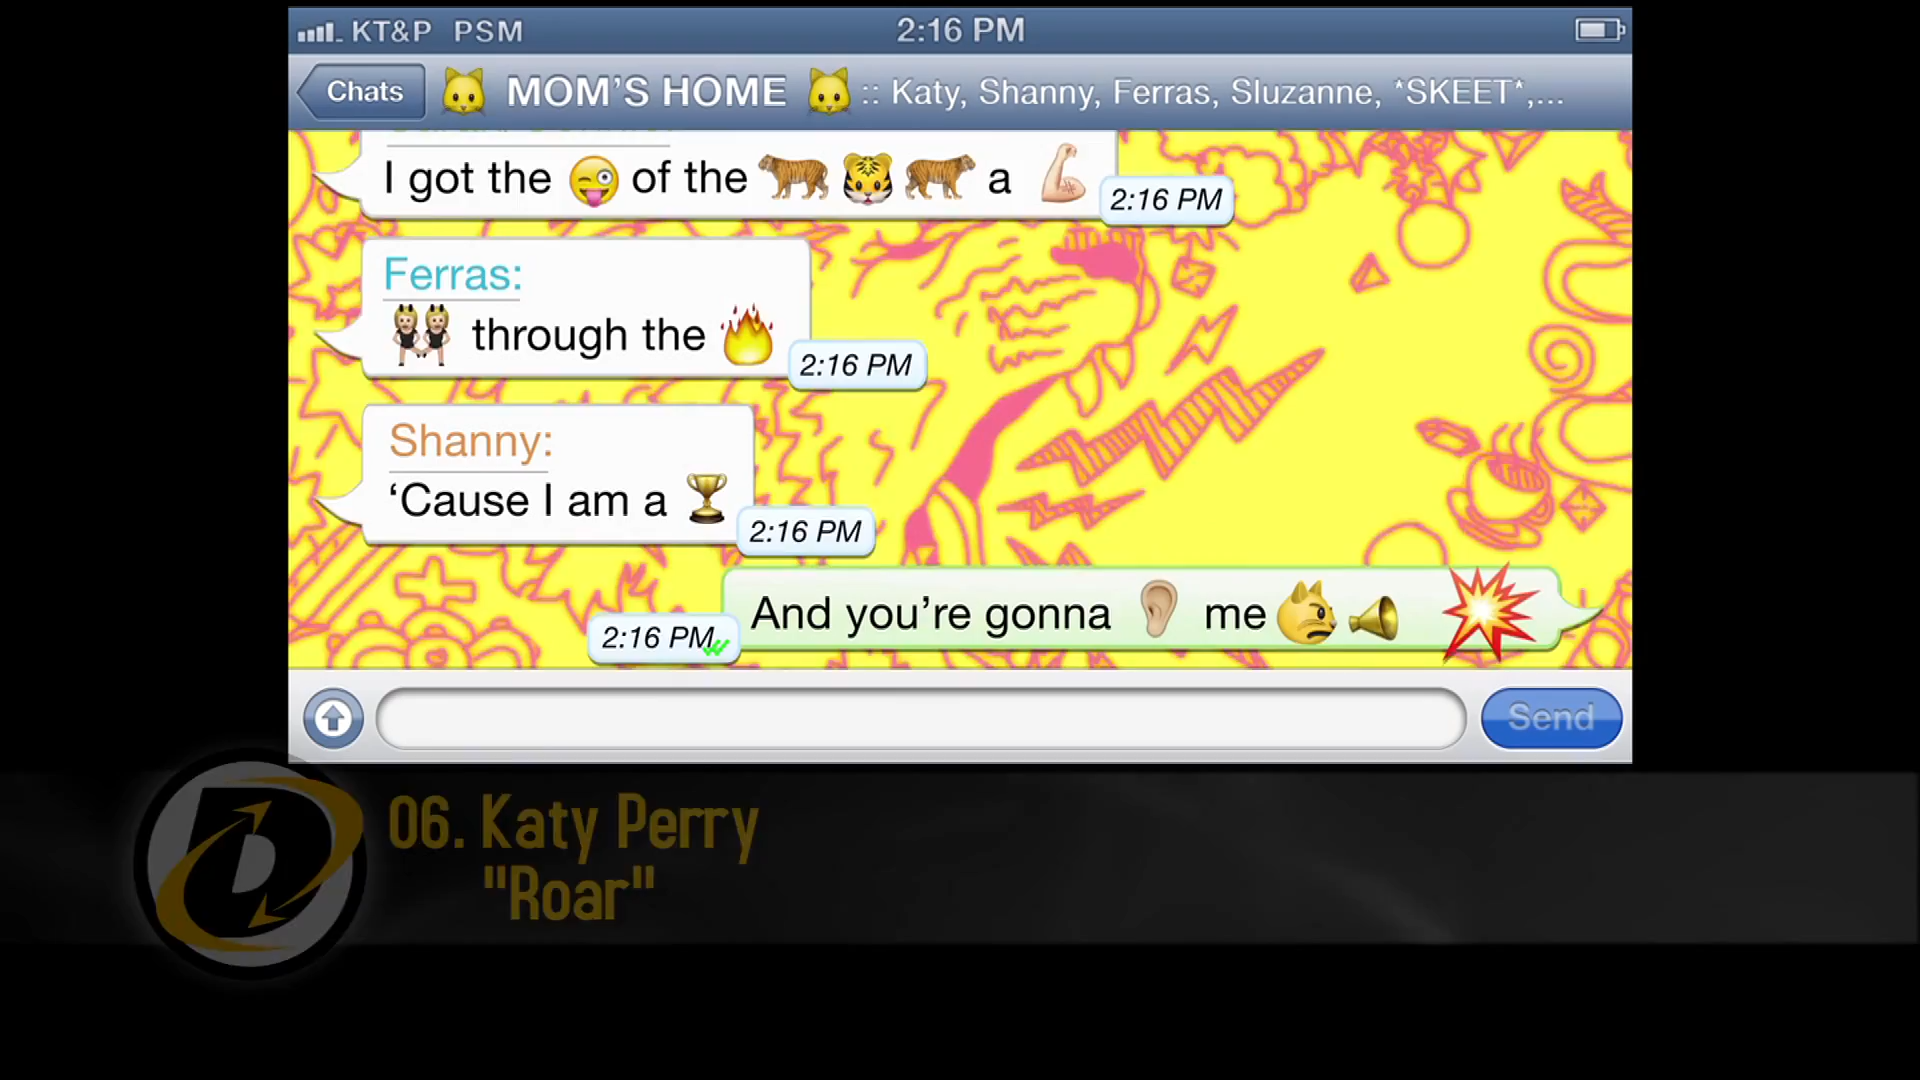 KT&P PSM 2:16 PM
Chats 🐱 MOM'S HOME 🐱 :: Katy, Shanny, Ferras, Sluzanne, *SKEET*,...
I got the 😜 of the 🐅 🐯 🐅 a 💪 2:16 PM
Ferras:
👯 through the 🔥 2:16 PM
Shanny:
‘Cause I am a 🏆 2:16 PM
And you’re gonna 👂 me 😾 📢 💥
2:16 PM
Send
D
06. Katy Perry
"Roar"